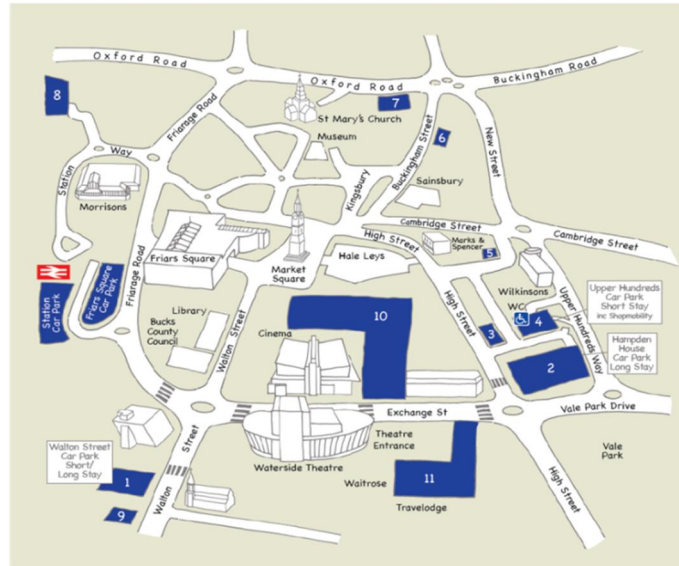 Oxford Road
Oxford Road
Buckingham Road
8
7
6
Friarage Road
St Mary's Church
Museum
Buckingham Street
New Street
Way
Station
Kingsbury
Sainsbury
Morrisons
Cambridge Street
Cambridge Street
High Street
Marks &
Spencer
5
Friars Square
Hale Leys
Market
Square
Friars Square
Car Park
Friarage Road
Station
Car Park
Wilkinsons
WC
4
Upper Hundreds
Car Park
Short Stay
inc Shopmobility
Upper Hundreds Way
Library
Bucks
County
Council
Walton Street
Cinema
10
High Street
3
2
Hampden
House
Car Park
Long Stay
Exchange St
Vale Park Drive
Theatre
Entrance
Waterside Theatre
Vale
Park
Walton Street
Car Park
Short/
Long Stay
Street
Walton
1
9
Waitrose
11
Travelodge
High Street